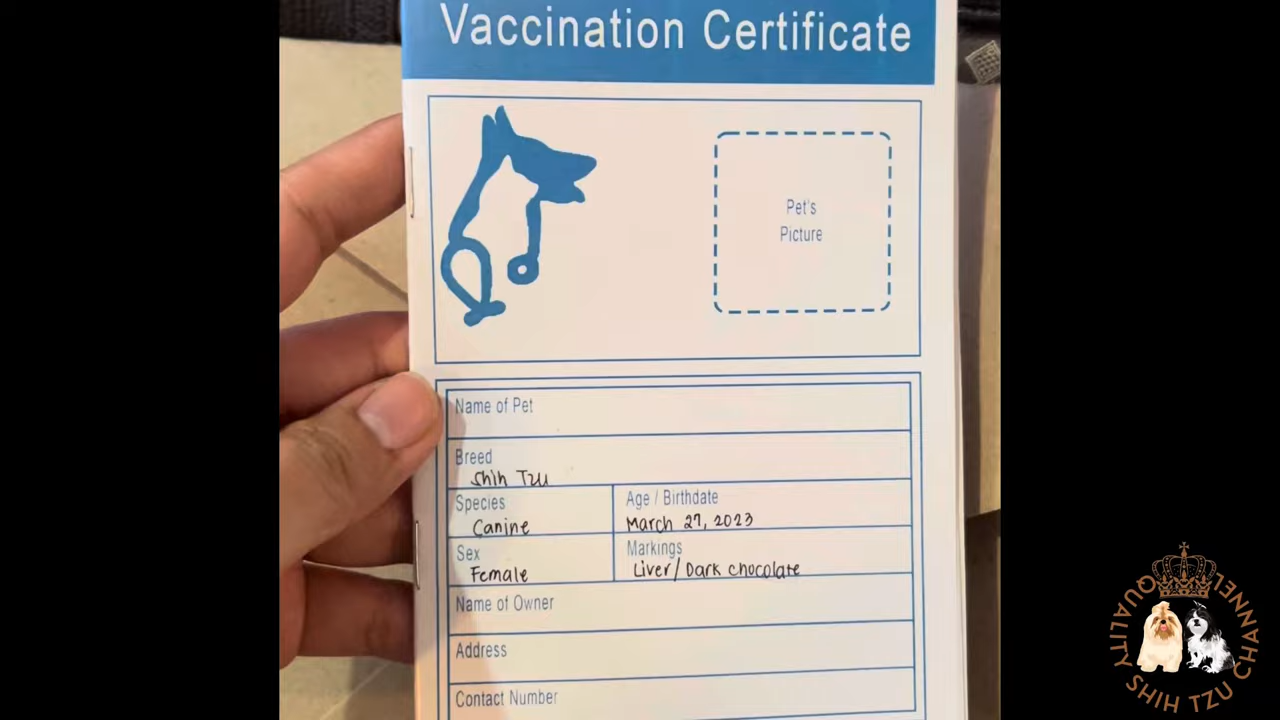 Vaccination Certificate
Pet's
Picture
Name of Pet
Breed
Shih Tzu
Species
Canine
Age / Birthdate
March 27, 2023
Sex
Female
Markings
Liver/Dark chocolate
Name of Owner
Address
Contact Number
QUALITY SHIH TZU CHANNEL